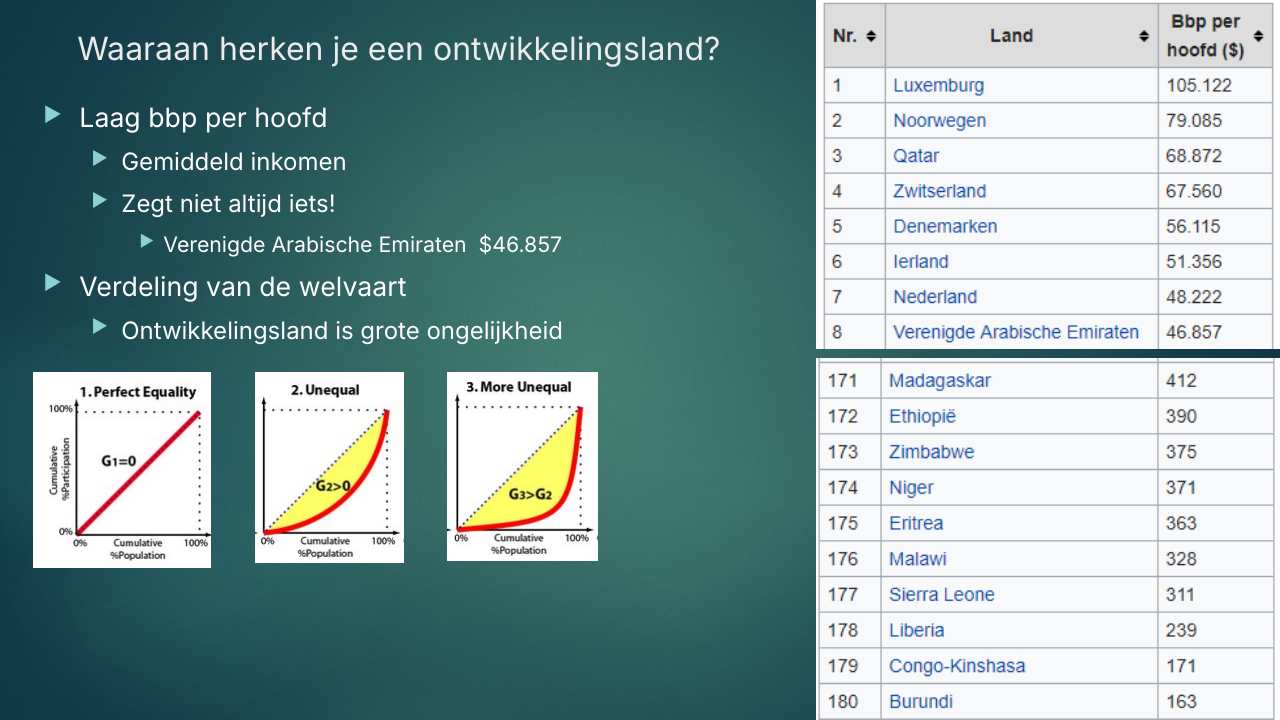 Waaraan herken je een ontwikkelingsland?
Laag bbp per hoofd
Gemiddeld inkomen
Zegt niet altijd iets!
Verenigde Arabische Emiraten $46.857
Verdeling van de welvaart
Ontwikkelingsland is grote ongelijkheid
1. Perfect Equality
100%
Cumulative
%Participation
G1=0
0%
0% Cumulative 100%
%Population
2. Unequal
G2>0
0% Cumulative 100%
%Population
3. More Unequal
G3>G2
0% Cumulative 100%
%Population
Nr. Land Bbp per
hoofd ($)
1 Luxemburg 105.122
2 Noorwegen 79.085
3 Qatar 68.872
4 Zwitserland 67.560
5 Denemarken 56.115
6 Ierland 51.356
7 Nederland 48.222
8 Verenigde Arabische Emiraten 46.857
171 Madagaskar 412
172 Ethiopië 390
173 Zimbabwe 375
174 Niger 371
175 Eritrea 363
176 Malawi 328
177 Sierra Leone 311
178 Liberia 239
179 Congo-Kinshasa 171
180 Burundi 163